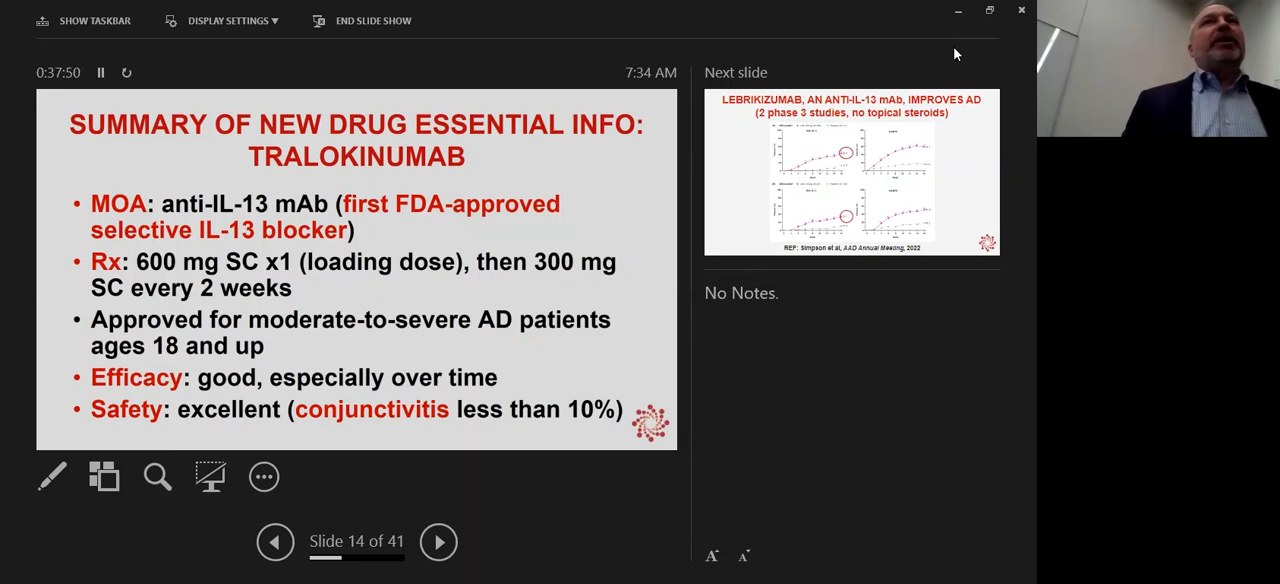 SHOW TASKBAR
DISPLAY SETTINGS
END SLIDE SHOW
0:37:50
7:34 AM
SUMMARY OF NEW DRUG ESSENTIAL INFO:
TRALOKINUMAB
• MOA: anti-IL-13 mAb (first FDA-approved
selective IL-13 blocker)
• Rx: 600 mg SC x1 (loading dose), then 300 mg
SC every 2 weeks
• Approved for moderate-to-severe AD patients
ages 18 and up
• Efficacy: good, especially over time
• Safety: excellent (conjunctivitis less than 10%)
Slide 14 of 41
Next slide
LEBRIKIZUMAB, AN ANTI-IL-13 mAb, IMPROVES AD
(2 phase 3 studies, no topical steroids)
REF: Simpson et al, AAD Annual Meeting, 2022
No Notes.
A
A